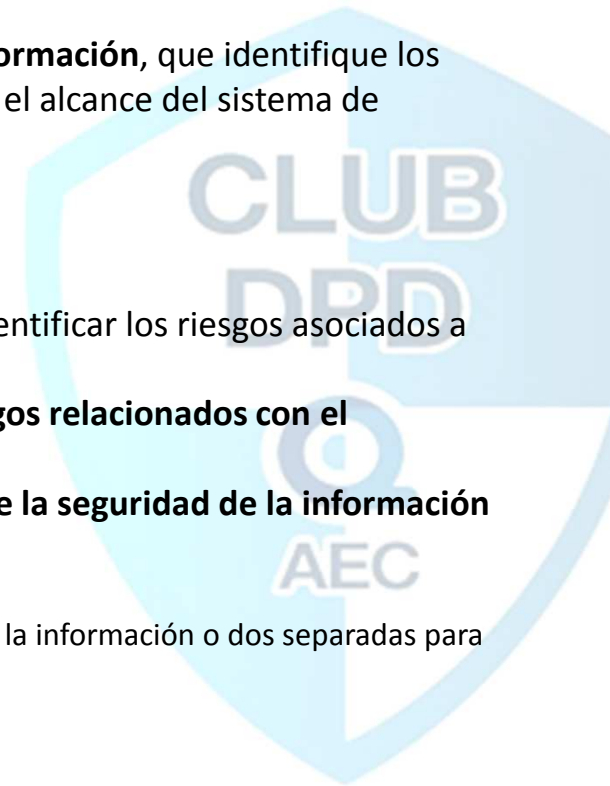 ormación, que identifique los
el alcance del sistema de
CLUB
DPD
entificar los riesgos asociados a
gos relacionados con el
e la seguridad de la información
AEC
la información o dos separadas para